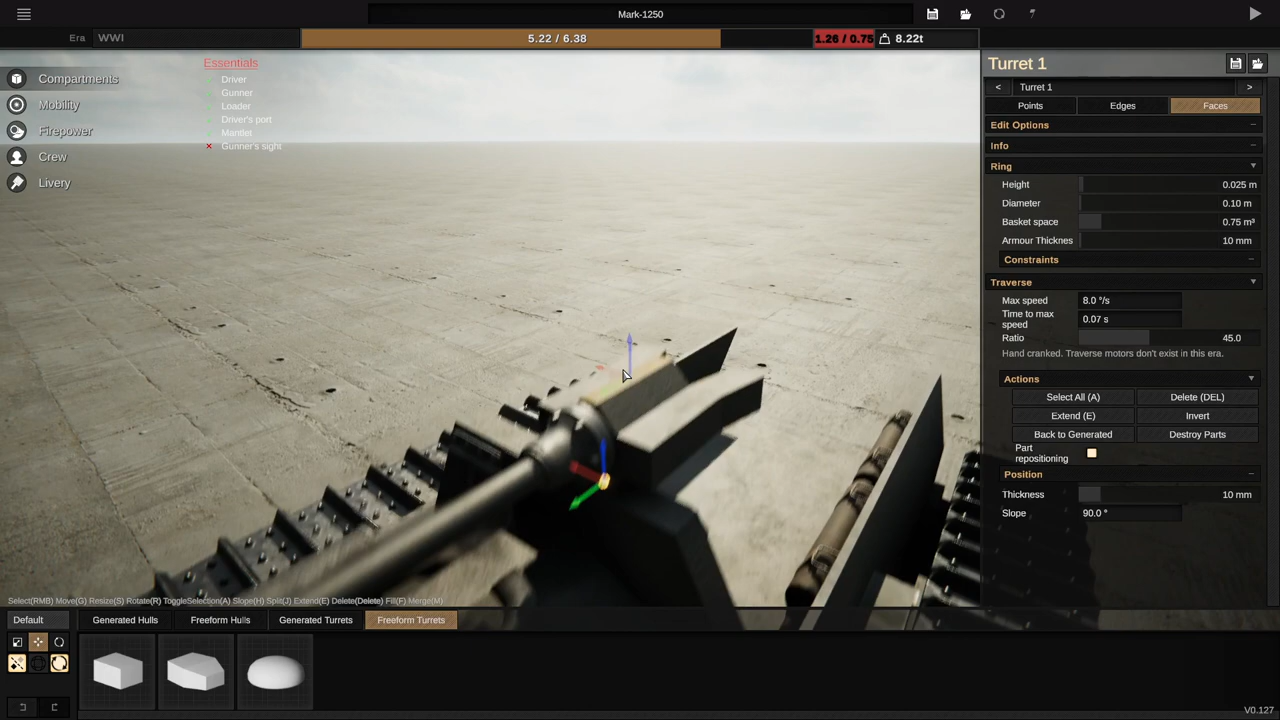 Mark-1250
Era
WWI
5.22 / 6.38
1.26 / 0.75
8.22t
Compartments
Mobility
Firepower
Crew
Livery
Essentials
Driver
Gunner
Loader
Driver's port
Mantlet
Gunner's sight
Turret 1
<
Turret 1
>
Points
Edges
Faces
Edit Options
Info
Ring
Height
0.025 m
Diameter
0.10 m
Basket space
0.75 m³
Armour Thicknes
10 mm
Constraints
Traverse
Max speed
8.0 °/s
Time to max
speed
0.07 s
Ratio
45.0
Hand cranked. Traverse motors don't exist in this era.
Actions
Select All (A)
Delete (DEL)
Extend (E)
Invert
Back to Generated
Destroy Parts
Part
repositioning
Position
Thickness
10 mm
Slope
90.0 °
Select(RMB) Move(G) Resize(S) Rotate(R) ToggleSelection(A) Slope(H) Split(J) Extend(E) Delete(Delete) Fill(F) Merge(M)
Default
Generated Hulls
Freeform Hulls
Generated Turrets
Freeform Turrets
V0.127